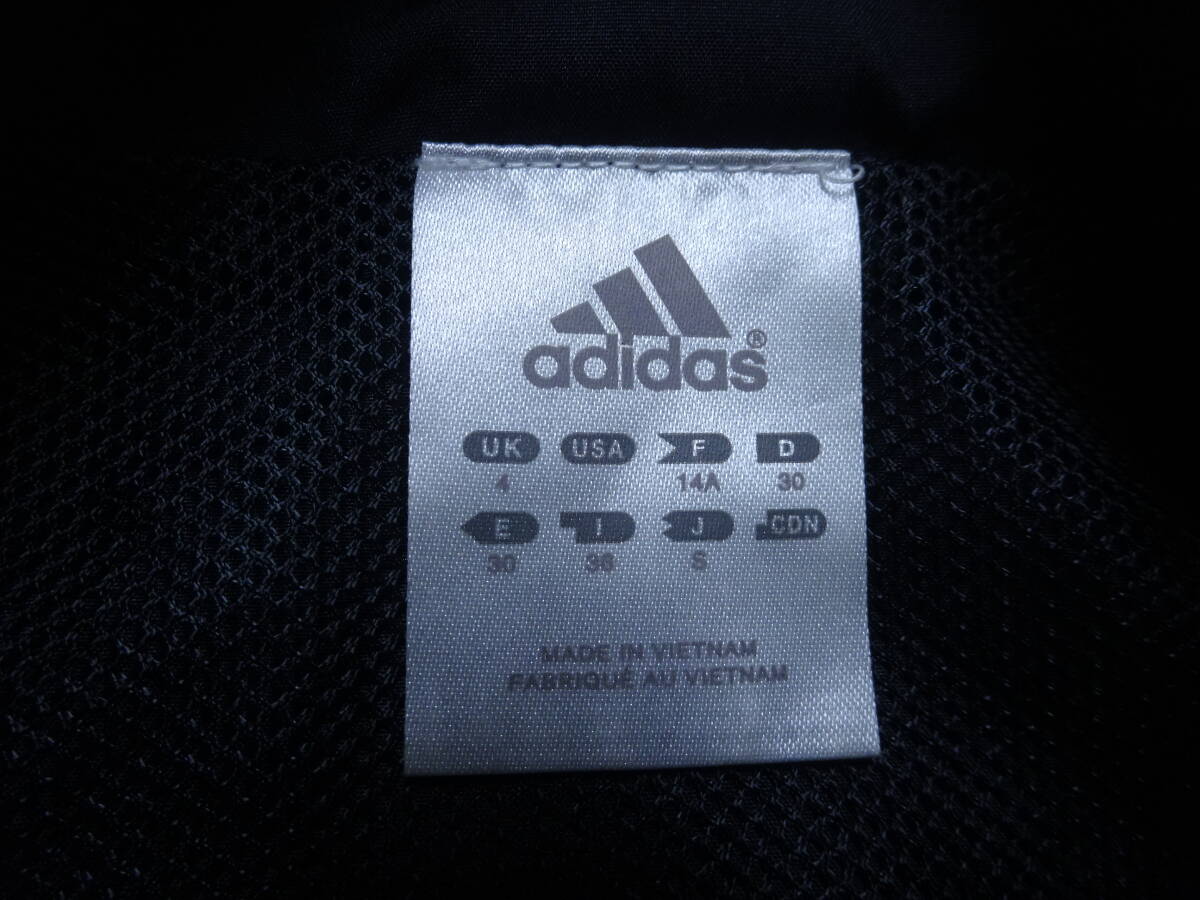 adidas®
UK USA F D
4 14A 30
E I J CDN
30 36 S
MADE IN VIETNAM
FABRIQUÉ AU VIETNAM